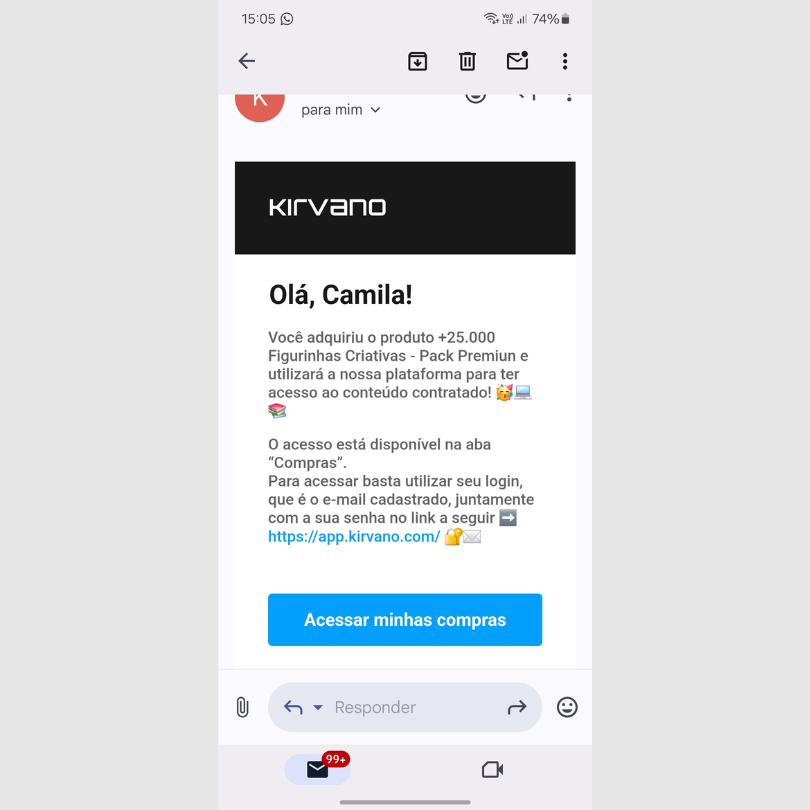 15:05
Vo)) LTE 74%
K
para mim
KIRVANO
Olá, Camila!
Você adquiriu o produto +25.000
Figurinhas Criativas - Pack Premiun e
utilizará a nossa plataforma para ter
acesso ao conteúdo contratado! 🥳💻
📚
O acesso está disponível na aba
“Compras”.
Para acessar basta utilizar seu login,
que é o e-mail cadastrado, juntamente
com a sua senha no link a seguir ➡️
https://app.kirvano.com/ 🔐✉️
Acessar minhas compras
Responder
99+